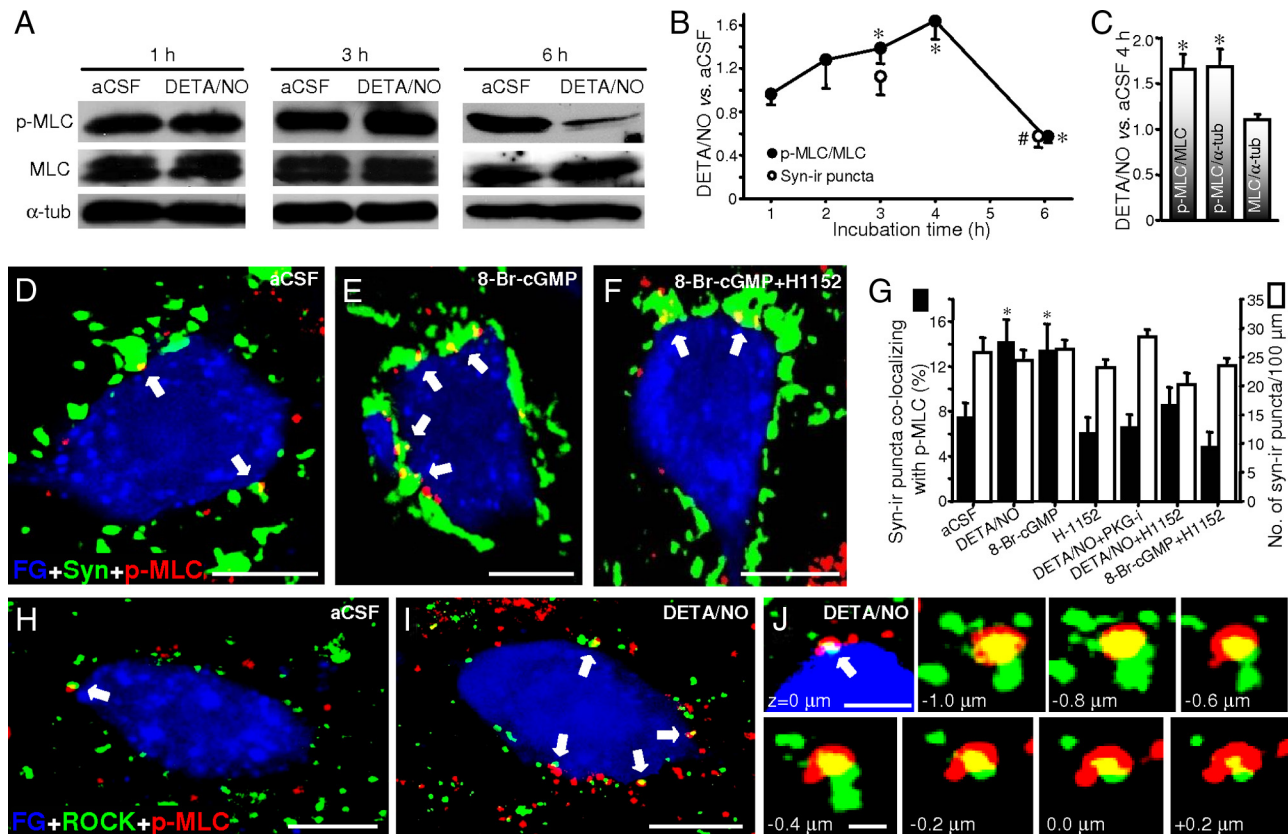 A
1 h
3 h
6 h
aCSF DETA/NO
aCSF DETA/NO
aCSF DETA/NO
p-MLC
MLC
α-tub
B
DETA/NO vs. aCSF
1.6
1.2
0.8
0.4
*
*
#
*
p-MLC/MLC
Syn-ir puncta
1 2 3 4 5 6
Incubation time (h)
C
DETA/NO vs. aCSF 4 h
2.0
1.5
1.0
0.5
0
* *
p-MLC/MLC
p-MLC/α-tub
MLC/α-tub
D
aCSF
FG+Syn+p-MLC
E
8-Br-cGMP
F
8-Br-cGMP+H1152
G
Syn-ir puncta co-localizing
with p-MLC (%)
16
12
8
4
0
* *
35
30
25
20
15
10
5
0
No. of syn-ir puncta/100 μm
aCSF
DETA/NO
8-Br-cGMP
H-1152
DETA/NO+PKG-i
DETA/NO+H1152
8-Br-cGMP+H1152
H
aCSF
FG+ROCK+p-MLC
I
DETA/NO
J
DETA/NO
z=0 μm
-1.0 μm
-0.8 μm
-0.6 μm
-0.4 μm
-0.2 μm
0.0 μm
+0.2 μm